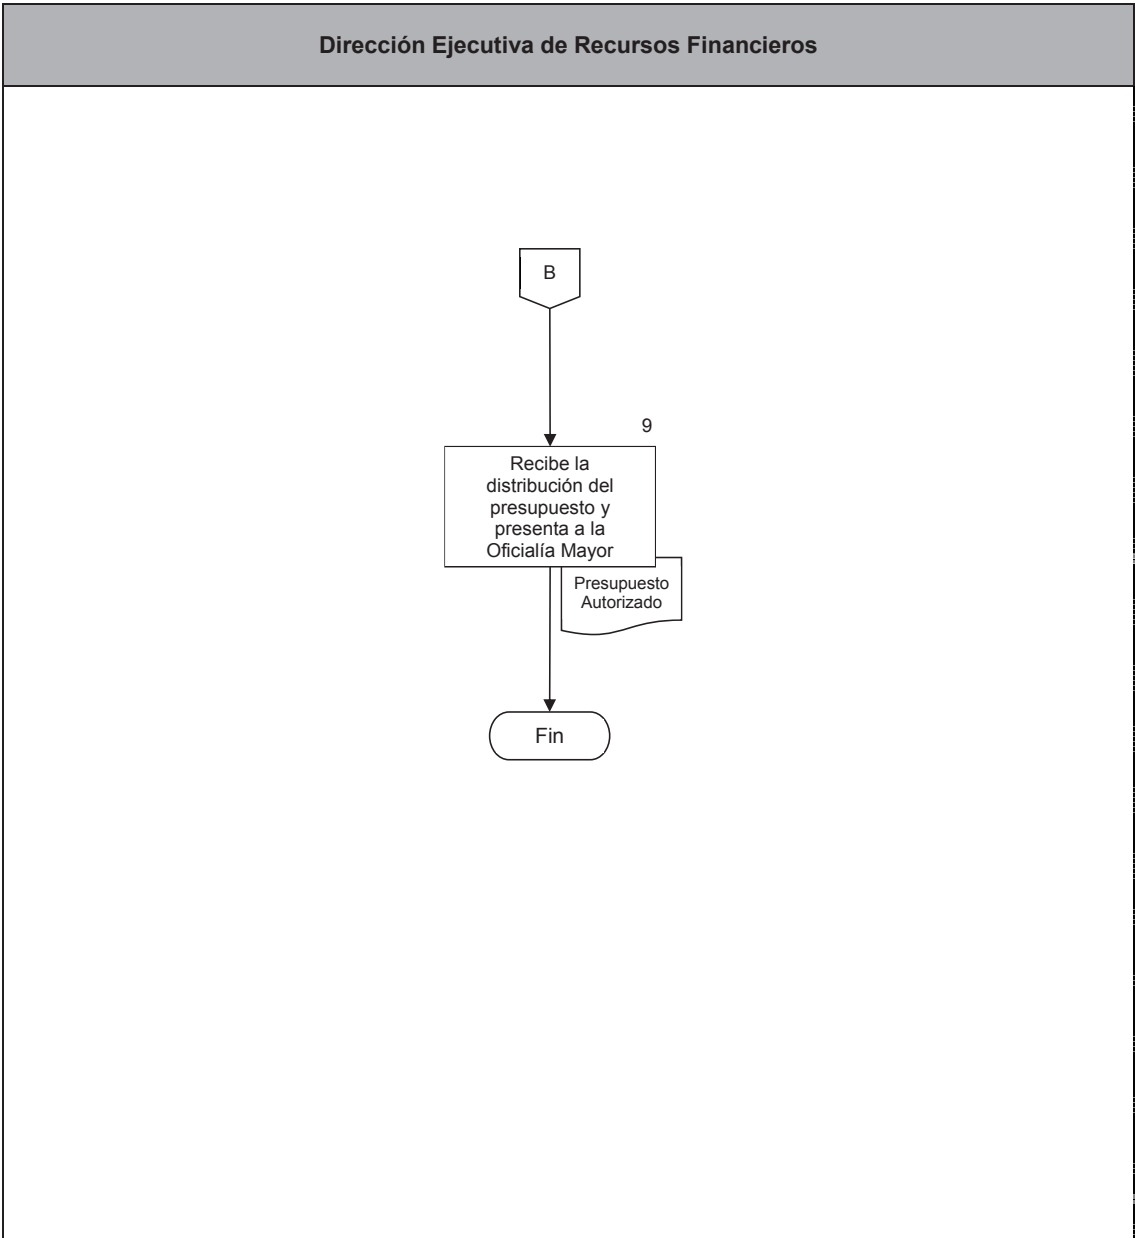 Dirección Ejecutiva de Recursos Financieros
B
9
Recibe la
distribución del
presupuesto y
presenta a la
Oficialía Mayor
Presupuesto
Autorizado
Fin